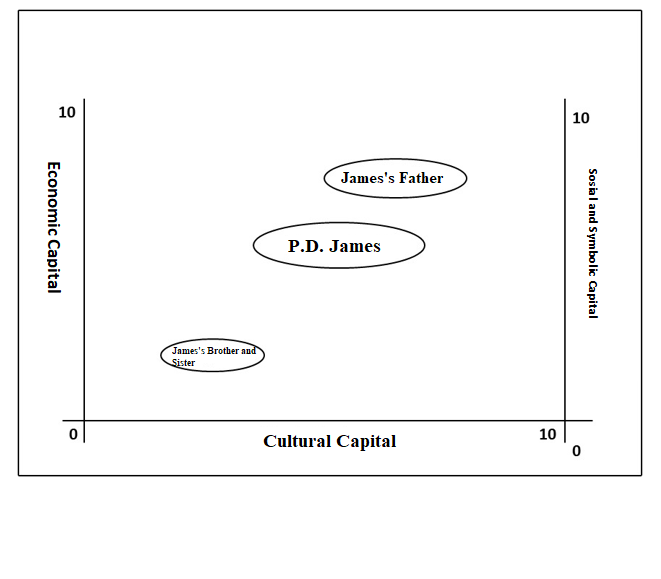 10
10
Economic Capital
Sosial and Symbolic Capital
James's Father
P.D. James
James's Brother and
Sister
0
Cultural Capital
10
0